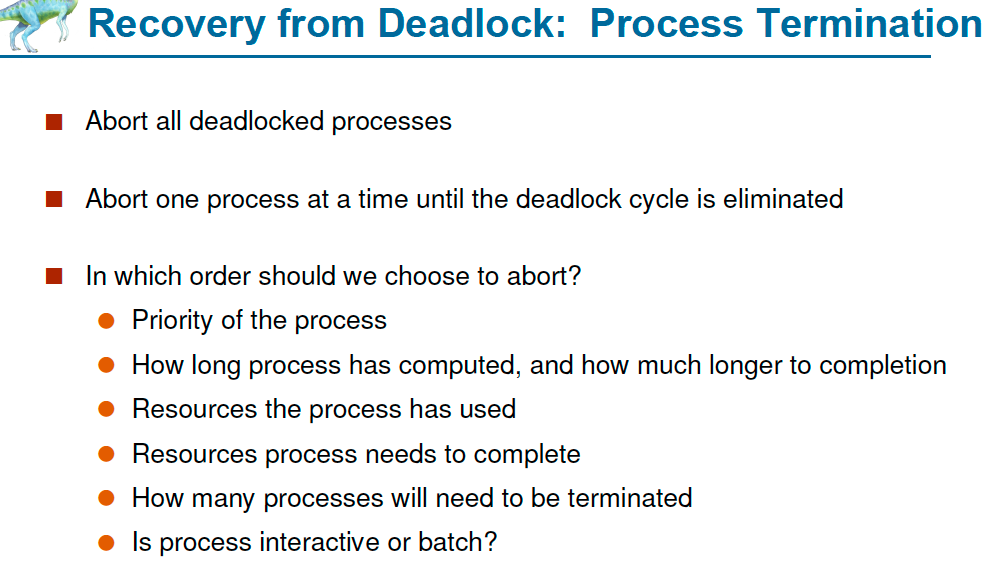 Recovery from Deadlock: Process Termination
Abort all deadlocked processes
Abort one process at a time until the deadlock cycle is eliminated
In which order should we choose to abort?
Priority of the process
How long process has computed, and how much longer to completion
Resources the process has used
Resources process needs to complete
How many processes will need to be terminated
Is process interactive or batch?